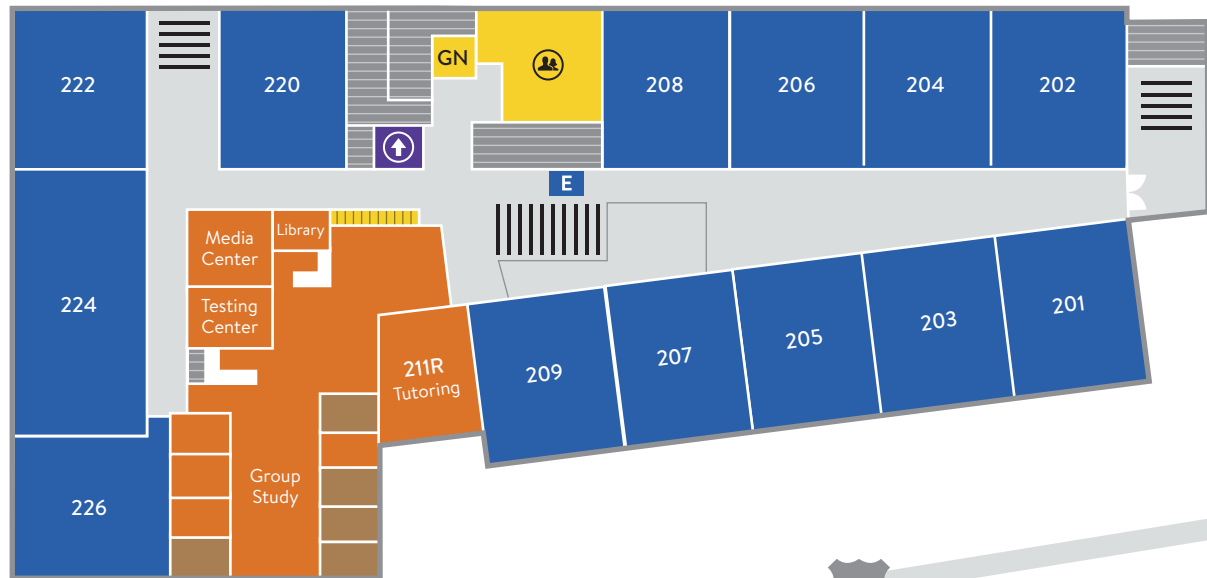 222
220
GN
208
206
204
202
E
Media
Center
Library
224
Testing
Center
211R
Tutoring
209
207
205
203
201
Group
Study
226